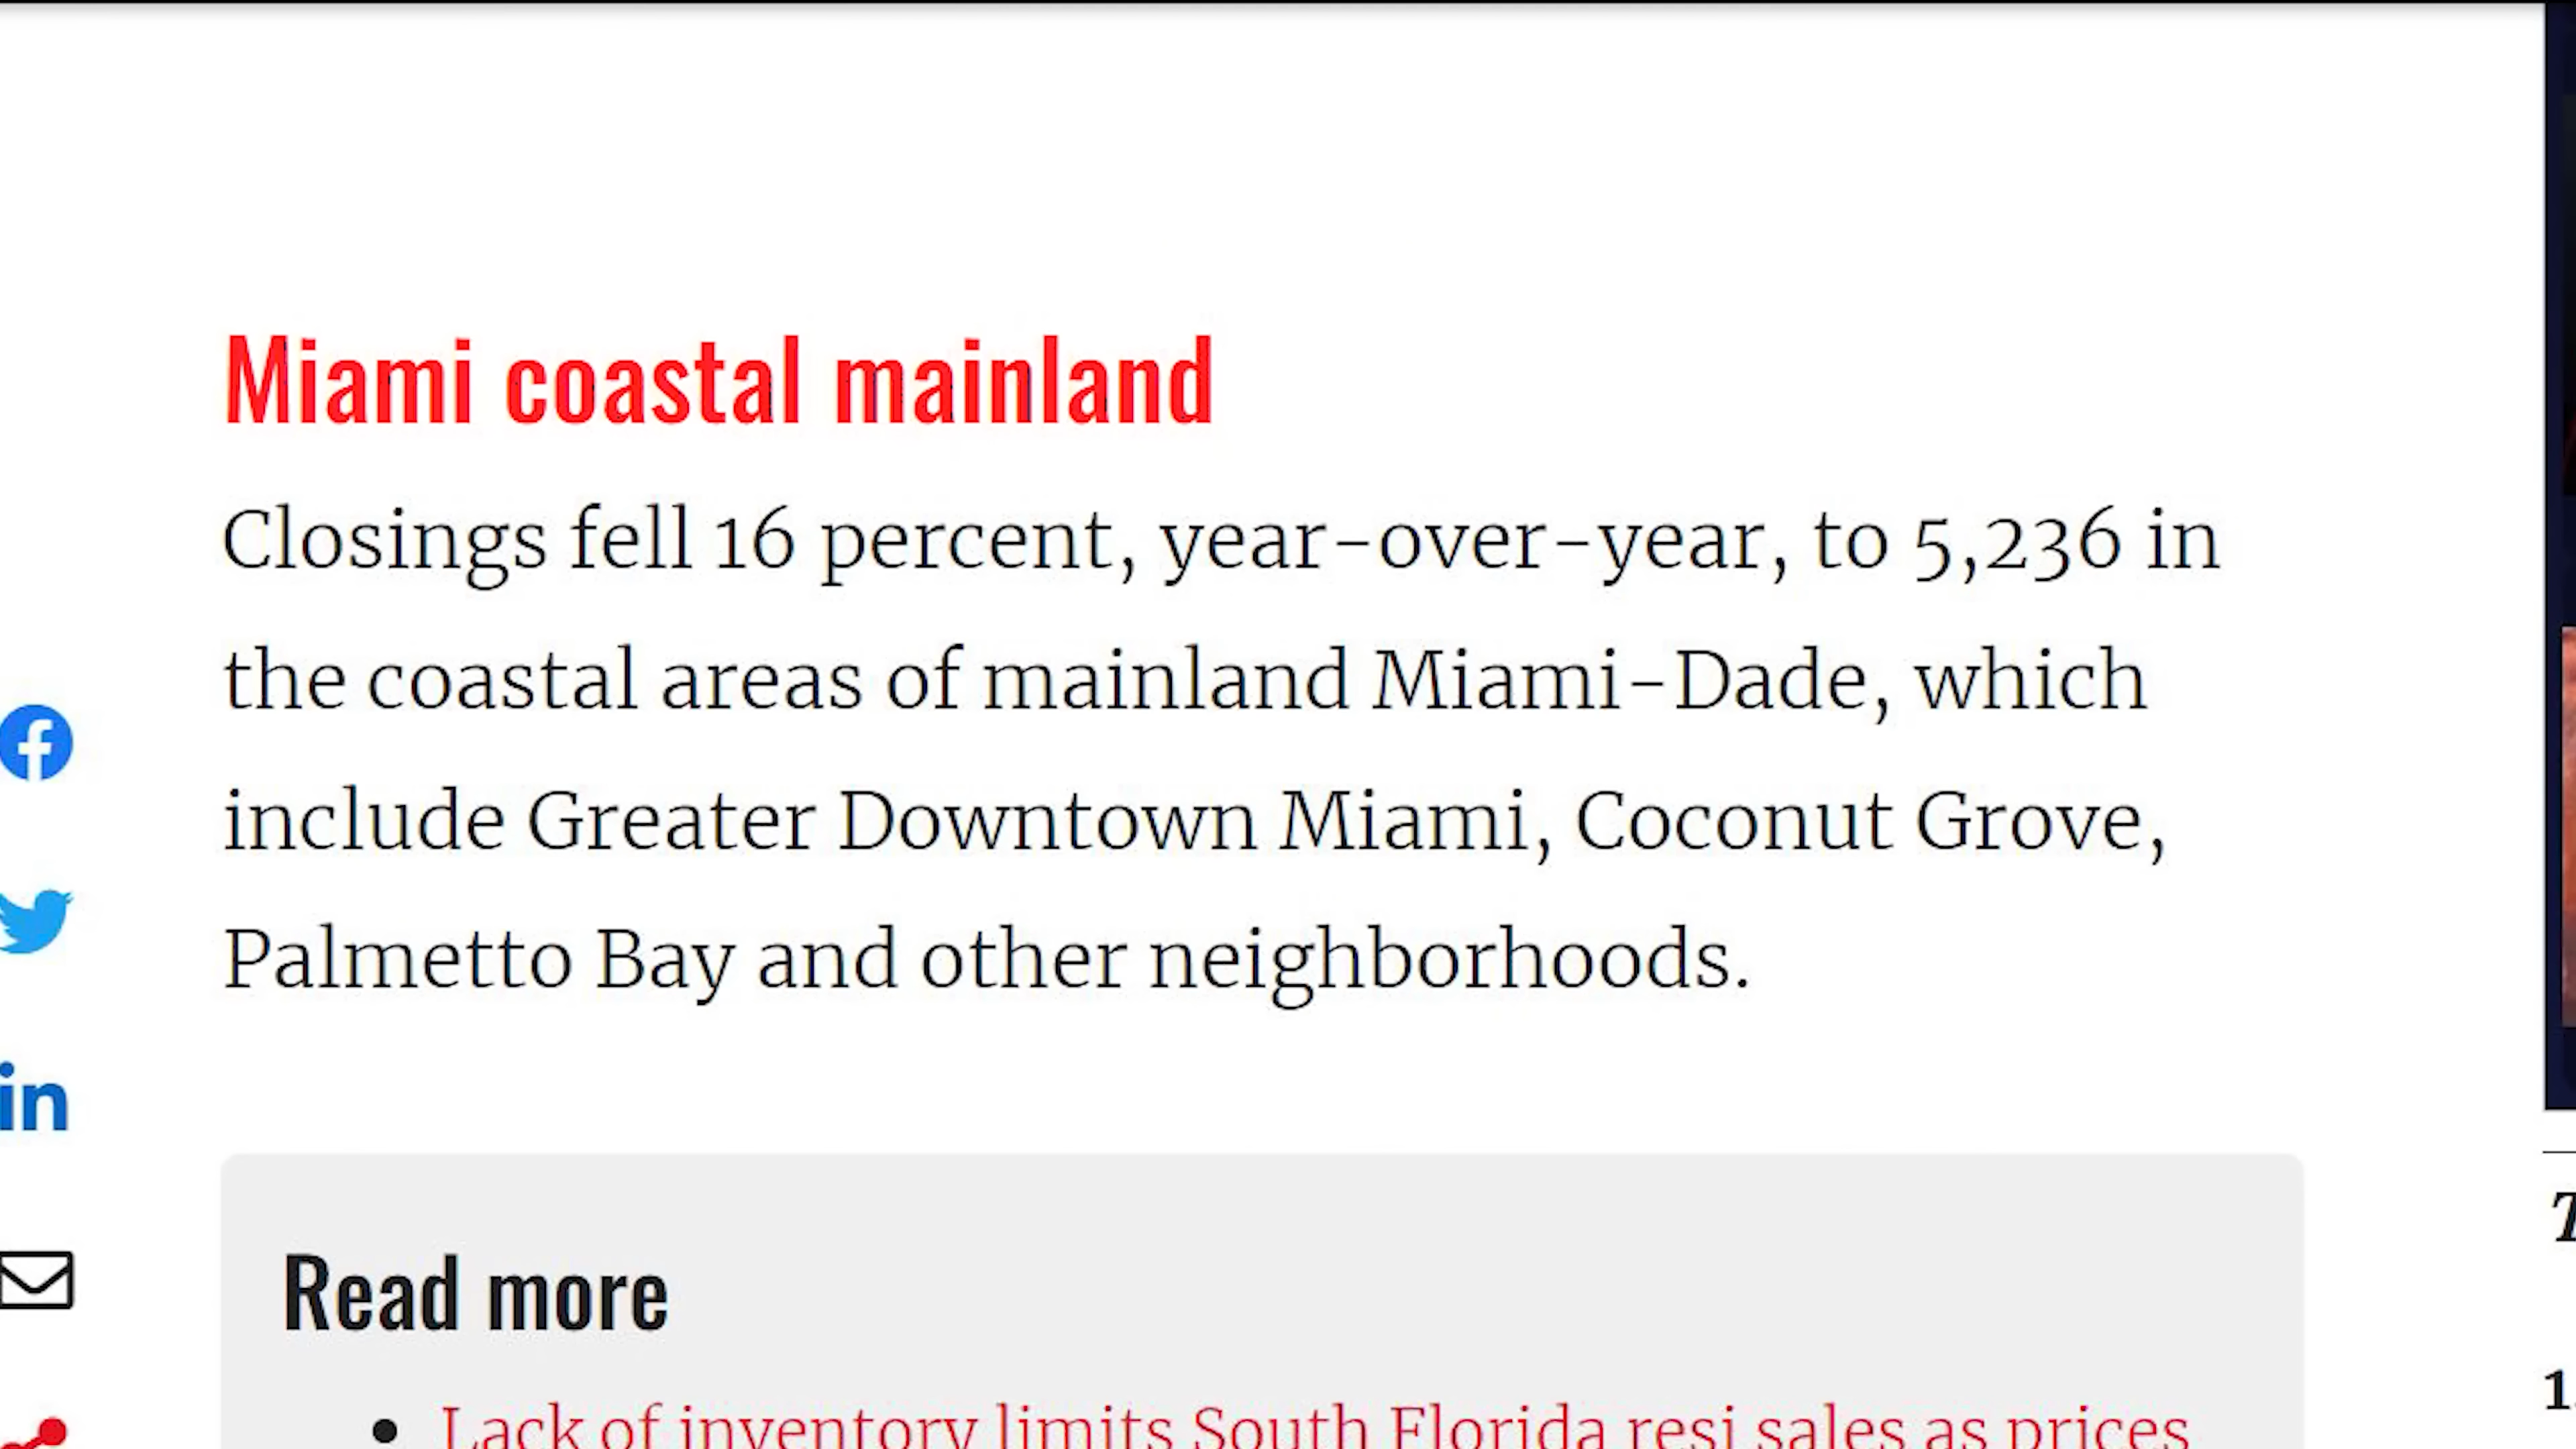 Miami coastal mainland
Closings fell 16 percent, year-over-year, to 5,236 in
the coastal areas of mainland Miami-Dade, which
include Greater Downtown Miami, Coconut Grove,
Palmetto Bay and other neighborhoods.
in
Read more
Lack of inventory limits South Florida resi sales as prices